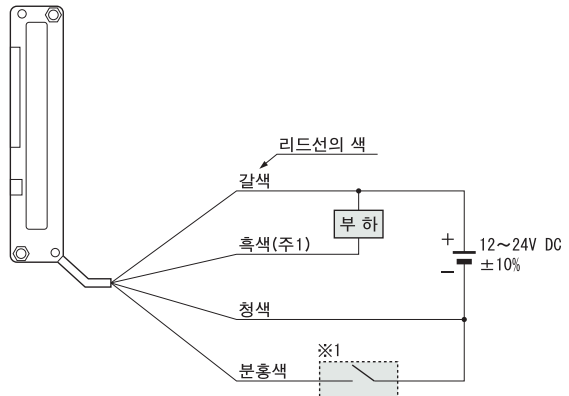 리드선의 색
갈색
부 하
흑색(주1)
+
12～24V DC
±10%
−
청색
※1
분홍색